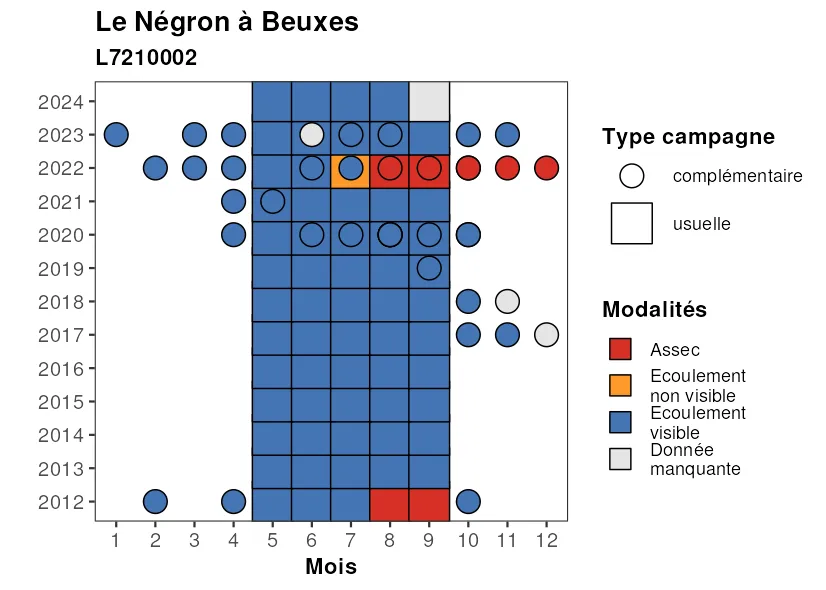 Le Négron à Beuxes
L7210002
2024
2023
2022
2021
2020
2019
2018
2017
2016
2015
2014
2013
2012
1 2 3 4 5 6 7 8 9 10 11 12
Mois
Type campagne
complémentaire
usuelle
Modalités
Assec
Ecoulement
non visible
Ecoulement
visible
Donnée
manquante